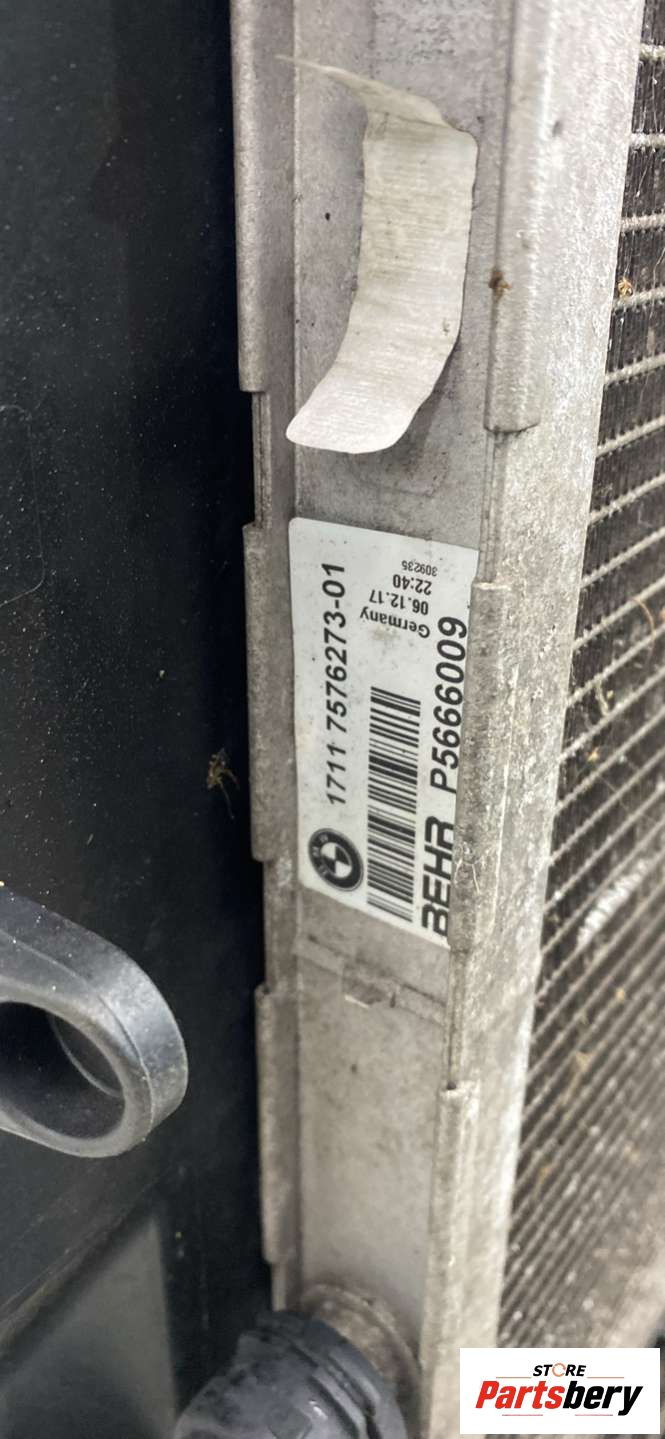 1711 7576273-01
BEHR P5666009
Germany
06.12.17
22:40
309235
STORE
Partsbery